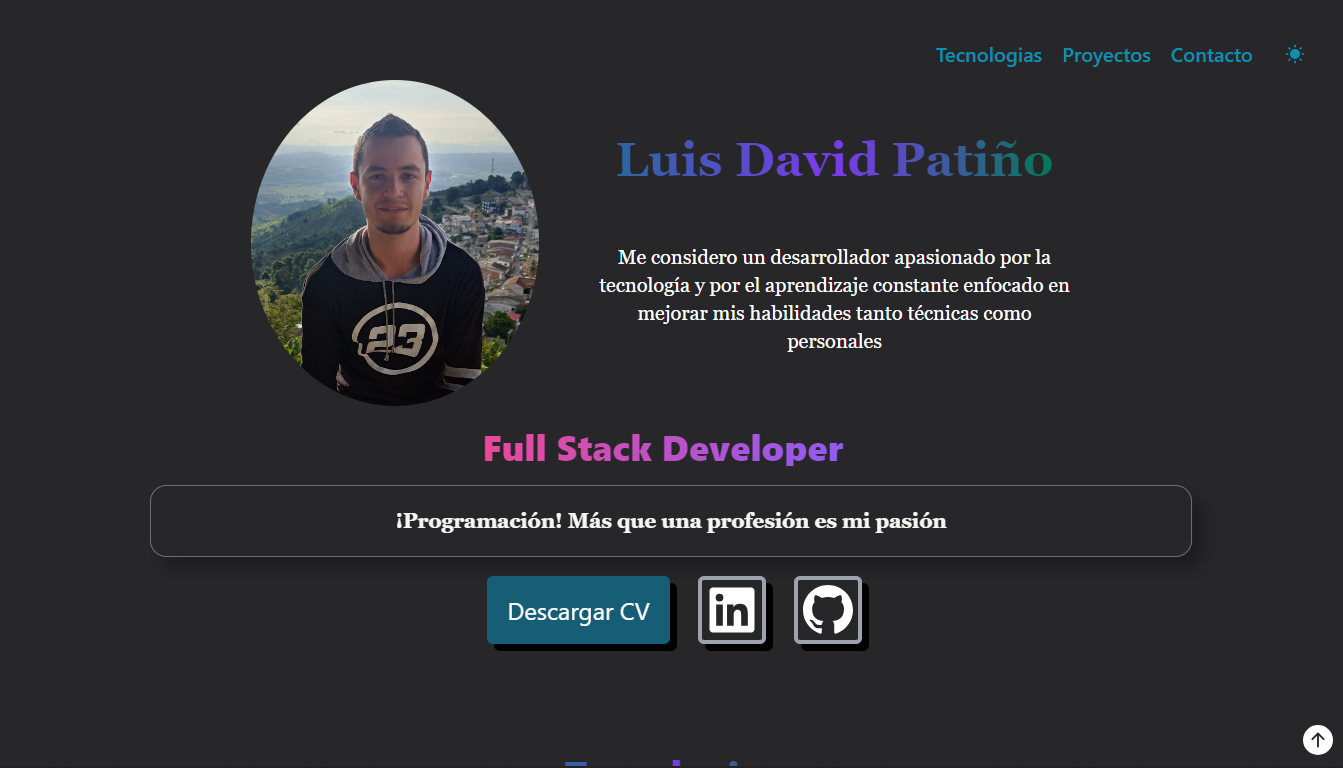 Tecnologias Proyectos Contacto
Luis David Patiño
Me considero un desarrollador apasionado por la
tecnología y por el aprendizaje constante enfocado en
mejorar mis habilidades tanto técnicas como
personales
23
Full Stack Developer
¡Programación! Más que una profesión es mi pasión
Descargar CV
in